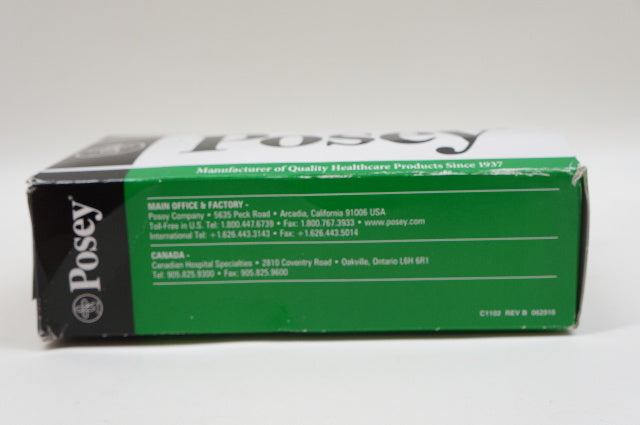 Posey
Manufacturer of Quality Healthcare Products Since 1937
Posey®
MAIN OFFICE & FACTORY -
Posey Company • 5635 Peck Road • Arcadia, California 91006 USA
Toll-Free in U.S. Tel: 1.800.447.6739 • Fax: 1.800.767.3933 • www.posey.com
International Tel: +1.626.443.3143 • Fax: +1.626.443.5014
CANADA -
Canadian Hospital Specialties • 2810 Coventry Road • Oakville, Ontario L6H 6R1
Tel: 905.825.9300 • Fax: 905.825.9600
C1102 REV B 062916